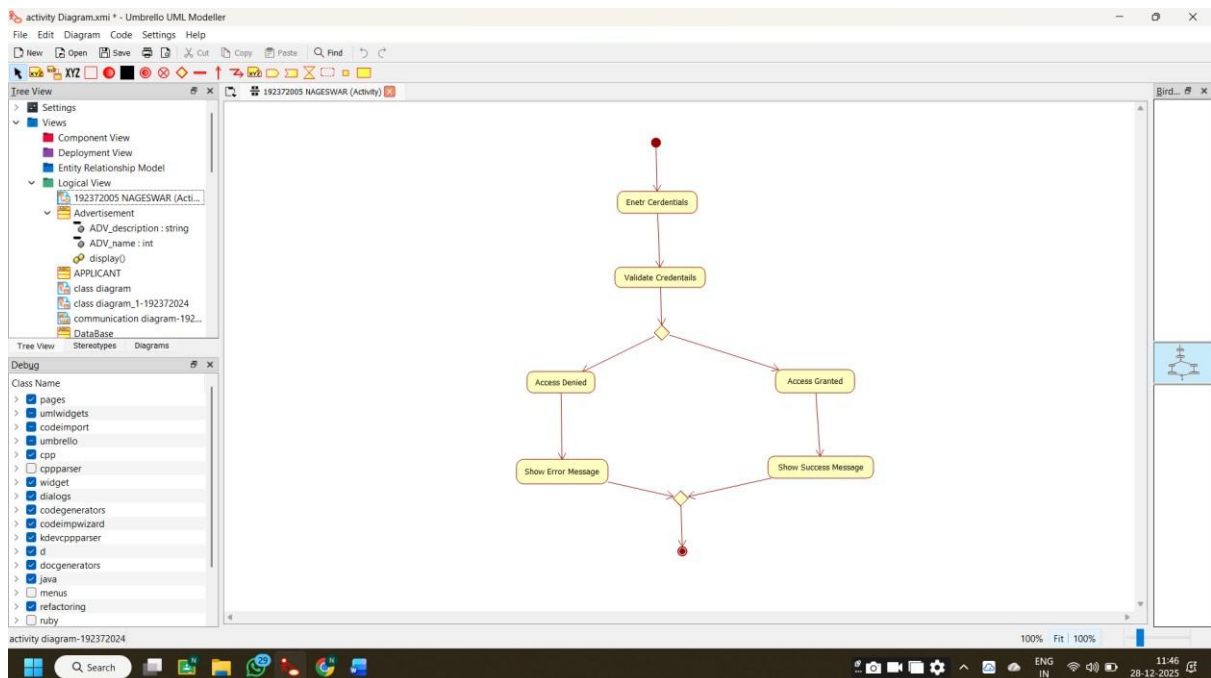 activity Diagram.xmi * - Umbrello UML Modeller
File Edit Diagram Code Settings Help
New Open Save Cut Copy Paste Find
XYZ
Tree View
192372005 NAGESWAR (Activity)
Bird...
Settings
Views
Component View
Deployment View
Entity Relationship Model
Logical View
192372005 NAGESWAR (Acti...
Advertisement
ADV_description : string
ADV_name : int
display()
APPLICANT
class diagram
class diagram_1-192372024
communication diagram-192...
DataBase
Tree View Stereotypes Diagrams
Debug
Class Name
pages
umlwidgets
codeimport
umbrello
cpp
cppparser
widget
dialogs
codegenerators
codeimpwizard
kdevcppparser
d
docgenerators
java
menus
refactoring
ruby
Enetr Cerdentials
Validate Credentails
Access Denied
Access Granted
Show Error Message
Show Success Message
activity diagram-192372024
100% Fit 100%
Search
29
ENG
IN
11:46
28-12-2025